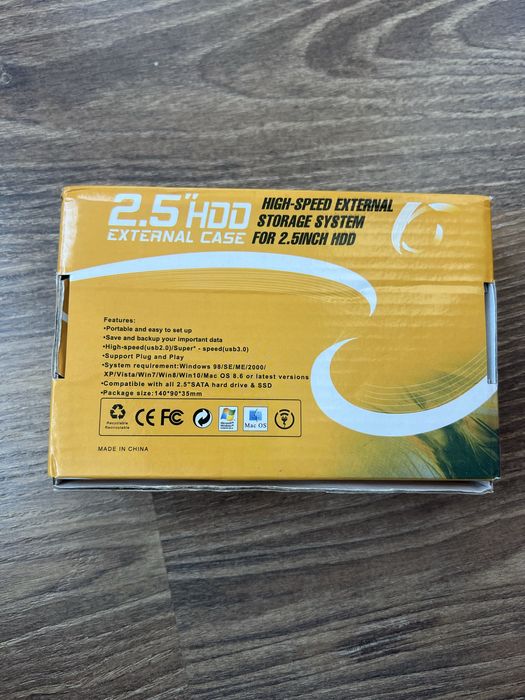 2.5" HDD
EXTERNAL CASE
HIGH-SPEED EXTERNAL
STORAGE SYSTEM
FOR 2.5INCH HDD
Features:
•Portable and easy to set up
•Save and backup your important data
•High-speed(usb2.0)/Super" - speed(usb3.0)
•Support Plug and Play
•System requirement:Windows 98/SE/ME/2000/
XP/Vista/Win7/Win8/Win10/Mac OS 8.6 or latest versions
•Compatible with all 2.5"SATA hard drive & SSD
•Package size:140*90*35mm
Recyclable
CE FC
Mac OS
MADE IN CHINA